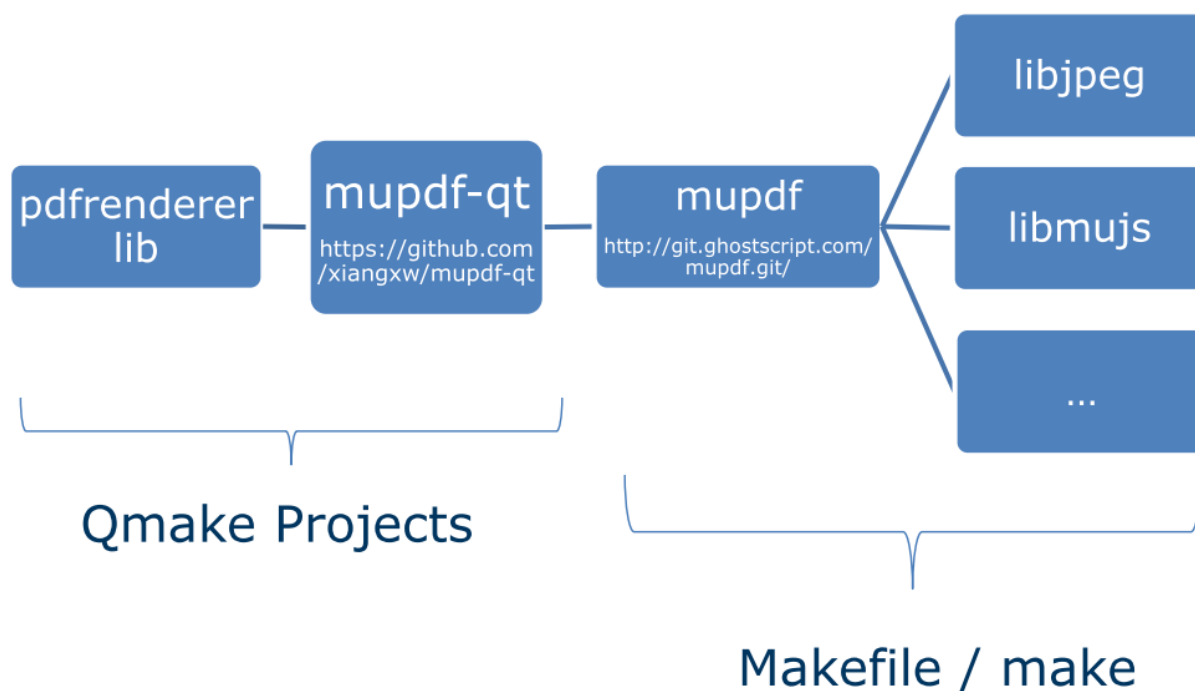 pdfrenderer
lib
mupdf-qt
https://github.com
/xiangxw/mupdf-qt
mupdf
http://git.ghostscript.com/
mupdf.git/
libjpeg
libmujs
...
Qmake Projects
Makefile / make